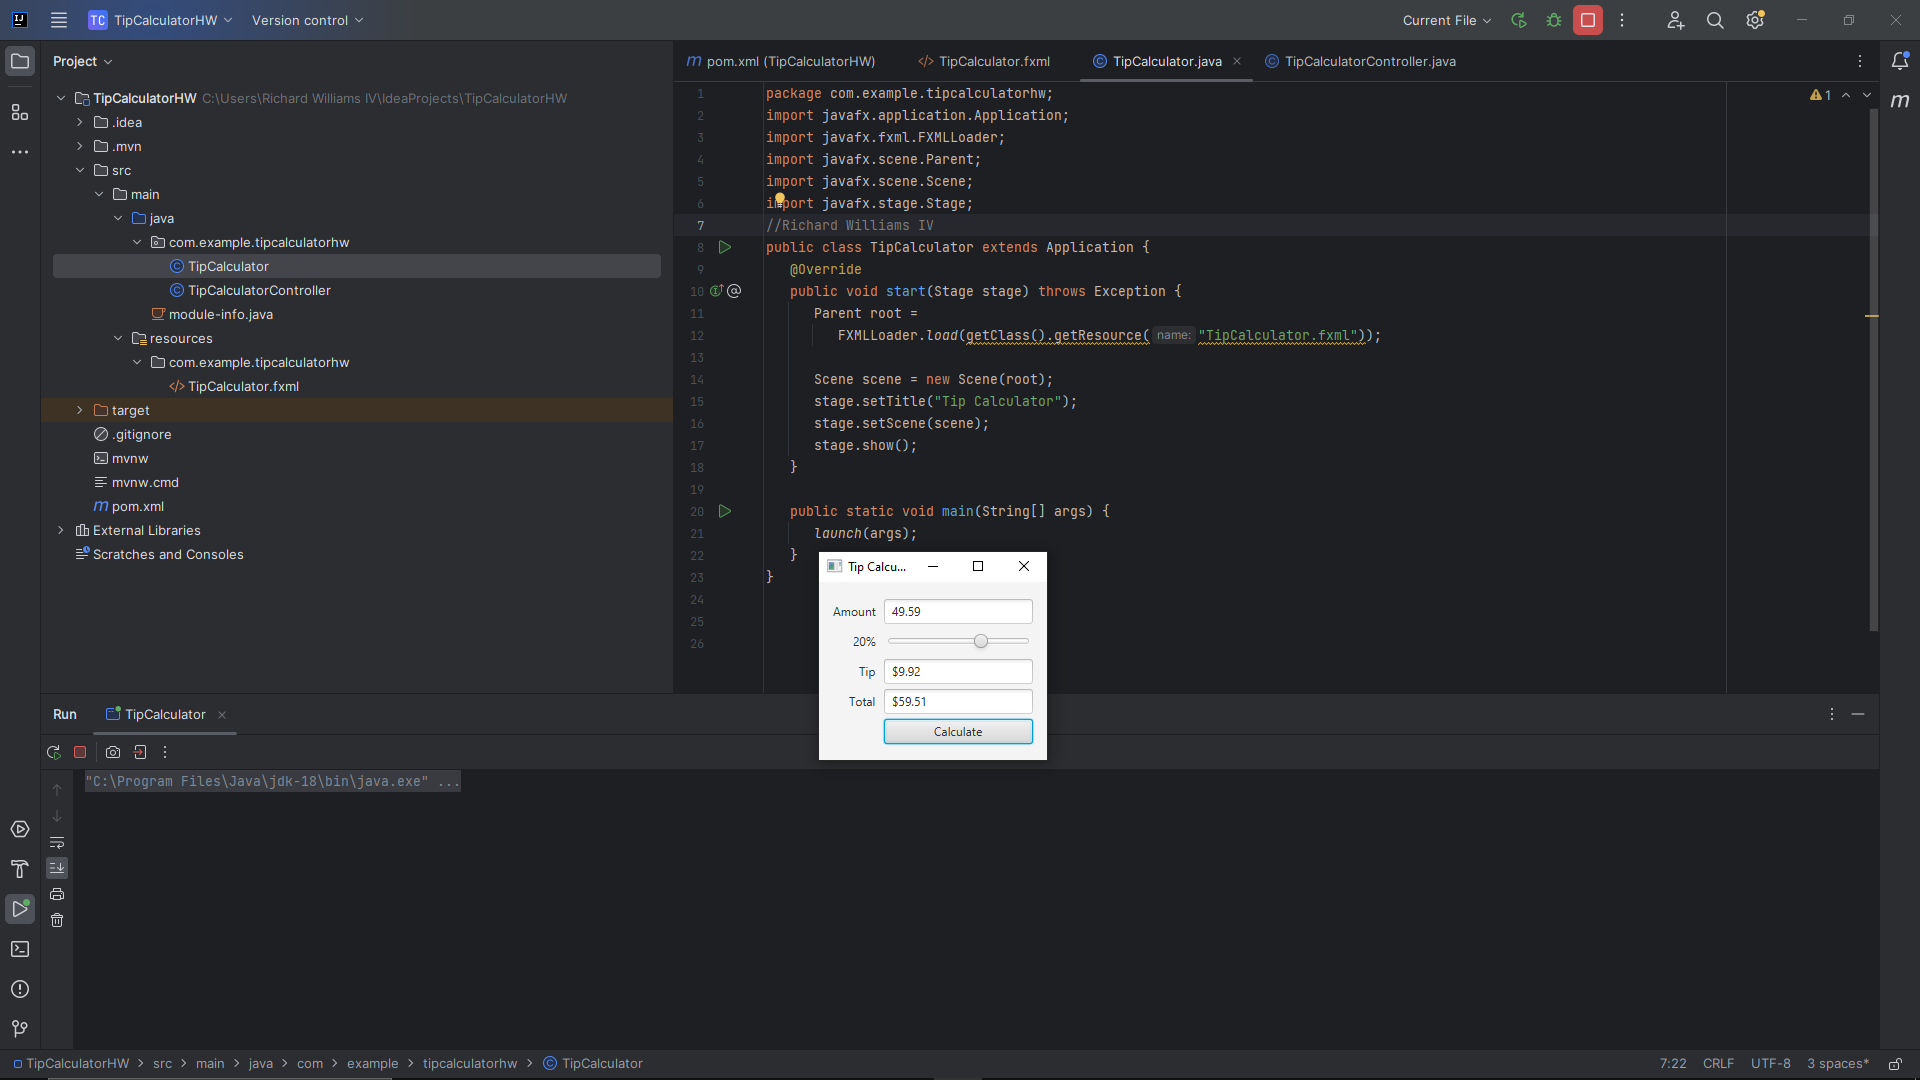 TC TipCalculatorHW Version control Current File
Project
pom.xml (TipCalculatorHW) TipCalculator.fxml TipCalculator.java TipCalculatorController.java
TipCalculatorHW C:\Users\Richard Williams IV\IdeaProjects\TipCalculatorHW
.idea
.mvn
src
main
java
com.example.tipcalculatorhw
TipCalculator
TipCalculatorController
module-info.java
resources
com.example.tipcalculatorhw
TipCalculator.fxml
target
.gitignore
mvnw
mvnw.cmd
pom.xml
External Libraries
Scratches and Consoles
1 package com.example.tipcalculatorhw;
2 import javafx.application.Application;
3 import javafx.fxml.FXMLLoader;
4 import javafx.scene.Parent;
5 import javafx.scene.Scene;
6 import javafx.stage.Stage;
7 //Richard Williams IV
8 public class TipCalculator extends Application {
9 @Override
10 public void start(Stage stage) throws Exception {
11 Parent root =
12 FXMLLoader.load(getClass().getResource( name: "TipCalculator.fxml"));
13
14 Scene scene = new Scene(root);
15 stage.setTitle("Tip Calculator");
16 stage.setScene(scene);
17 stage.show();
18 }
19
20 public static void main(String[] args) {
21 launch(args);
22 }
23 }
24
25
26
1
Tip Calcu...
Amount 49.59
20%
Tip $9.92
Total $59.51
Calculate
Run TipCalculator
"C:\Program Files\Java\jdk-18\bin\java.exe" ...
TipCalculatorHW > src > main > java > com > example > tipcalculatorhw > TipCalculator 7:22 CRLF UTF-8 3 spaces*